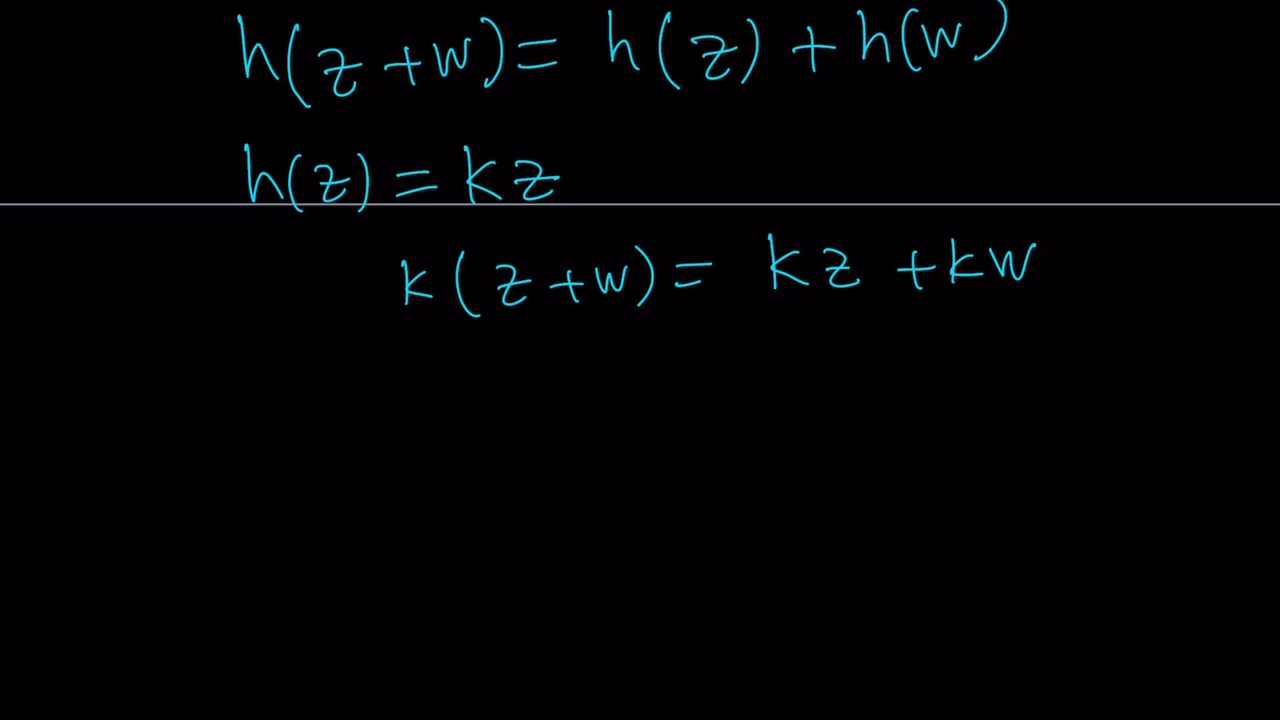 h(z+w) = h(z) + h(w)
h(z) = kz
k(z+w) = kz + kw